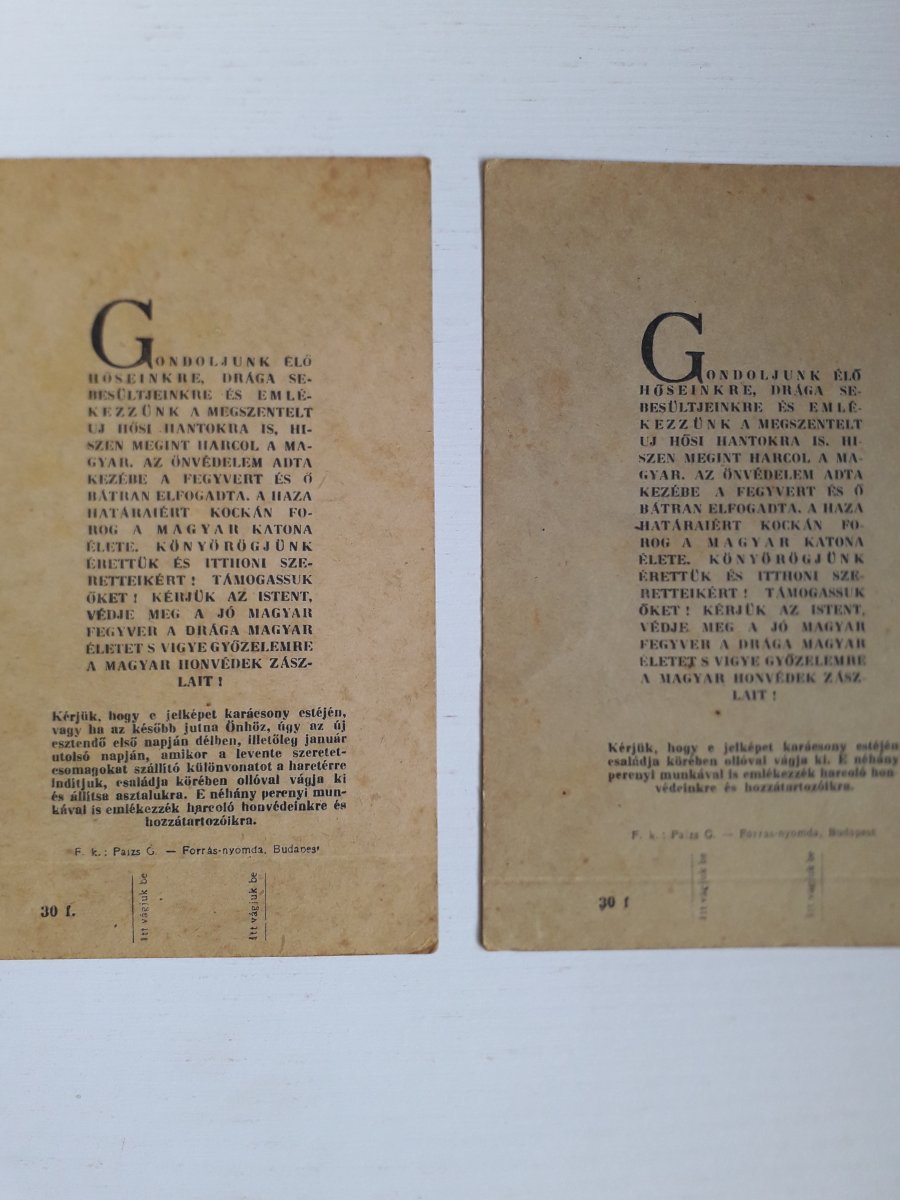 GONDOLJUNK ÉLŐ
HŐSEINKRE, DRÁGA SE-
BESÜLTJEINKRE ÉS EMLÉ-
KEZZÜNK A MEGSZENTELT
UJ HŐSI HANTOKRA IS, HI-
SZEN MEGINT HARCOL A MA-
GYAR. AZ ÖNVÉDELEM ADTA
KEZÉBE A FEGYVERT ÉS Ő
BÁTRAN ELFOGADTA. A HAZA
HATÁRAIÉRT KOCKÁN FO-
ROG A MAGYAR KATONA
ÉLETE. KÖNYÖRÖGJÜNK
ÉRETTÜK ÉS ITTHONI SZE-
RETTEIKÉRT! TÁMOGASSUK
ŐKET! KÉRJÜK AZ ISTENT,
VÉDJE MEG A JÓ MAGYAR
FEGYVER A DRÁGA MAGYAR
ÉLETET S VIGYE GYŐZELEMRE
A MAGYAR HONVÉDEK ZÁSZ-
LAIT!
Kérjük, hogy e jelképet karácsony estéjén,
vagy ha az később jutna Önhöz, úgy az új
esztendő első napján délben, illetőleg január
utolsó napján, amikor a levente szeretet-
csomagokat szállító különvonatot a haretérre
inditjuk, családja körében ollóval vágja ki
és állítsa asztalukra. E néhány perenyi mun-
kával is emlékezzék harcoló honvédeinkre és
hozzátartozóikra.
F. k.: Paizs G. — Forrás-nyomda, Budapest
30 f.
Itt vágjuk be
Itt vágjuk be
GONDOLJUNK ÉLŐ
HŐSEINKRE, DRÁGA SE-
BESÜLTJEINKRE ÉS EMLÉ-
KEZZÜNK A MEGSZENTELT
UJ HŐSI HANTOKRA IS, HI-
SZEN MEGINT HARCOL A MA-
GYAR. AZ ÖNVÉDELEM ADTA
KEZÉBE A FEGYVERT ÉS Ő
BÁTRAN ELFOGADTA. A HAZA
HATÁRAIÉRT KOCKÁN FO-
ROG A MAGYAR KATONA
ÉLETE. KÖNYÖRÖGJÜNK
ÉRETTÜK ÉS ITTHONI SZE-
RETTEIKÉRT! TÁMOGASSUK
ŐKET! KÉRJÜK AZ ISTENT,
VÉDJE MEG A JÓ MAGYAR
FEGYVER A DRÁGA MAGYAR
ÉLETET S VIGYE GYŐZELEMRE
A MAGYAR HONVÉDEK ZÁSZ-
LAIT!
Kérjük, hogy e jelképet karácsony estéjén
családja körében ollóval vágja ki. E néhány
perenyi munkával is emlékezzék harcoló hon
védeinkre és hozzátartozóikra.
F. k.: Paizs G. — Forrás-nyomda, Budapest
30 f
Itt vágjuk be
Itt vágjuk be